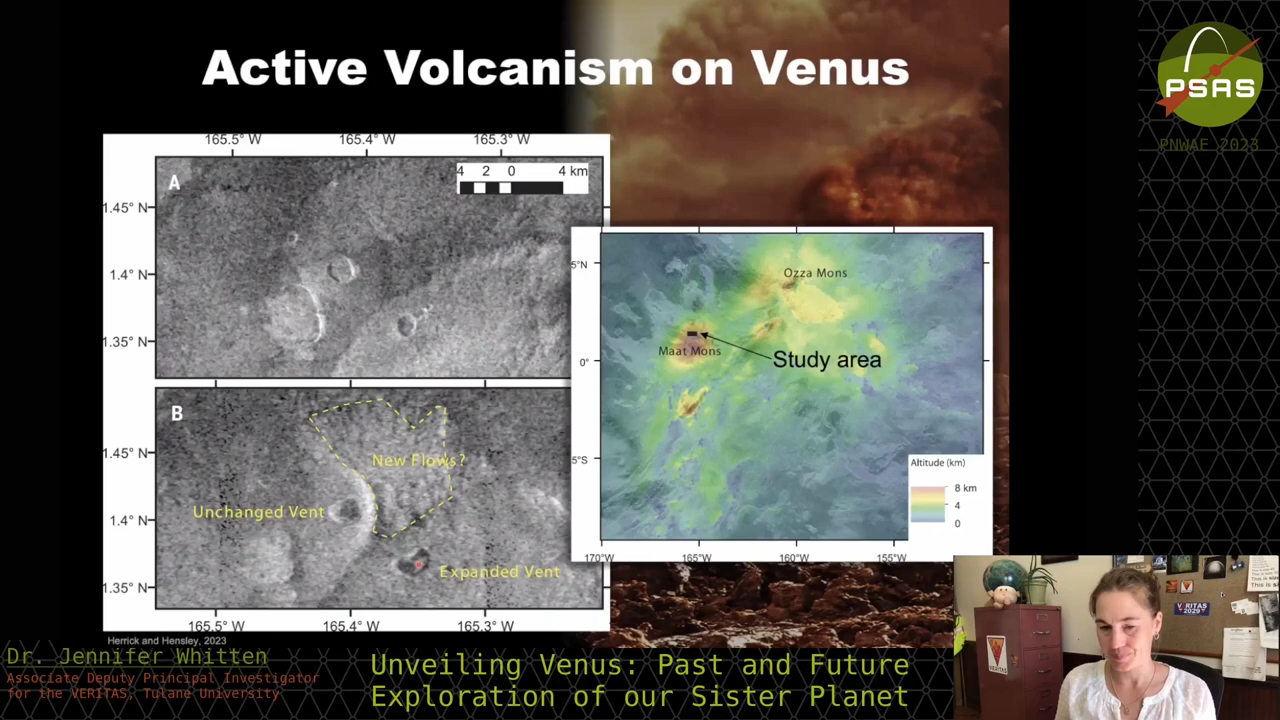 Active Volcanism on Venus
165.5° W 165.4° W 165.3° W
A
4 2 0 4 km
1.45° N
1.4° N
1.35° N
B
New Flows?
1.45° N
Unchanged Vent
1.4° N
Expanded Vent
1.35° N
165.5° W 165.4° W 165.3° W
Herrick and Hensley, 2023
5°N
Ozza Mons
Maat Mons
0°
Study area
5°S
Altitude (km)
8 km
4
0
170°W 165°W 160°W 155°W
PSAS
PNWAF 2023
VERITAS
VERITAS
2029
Dr. Jennifer Whitten
Associate Deputy Principal Investigator
for the VERITAS, Tulane University
Unveiling Venus: Past and Future
Exploration of our Sister Planet